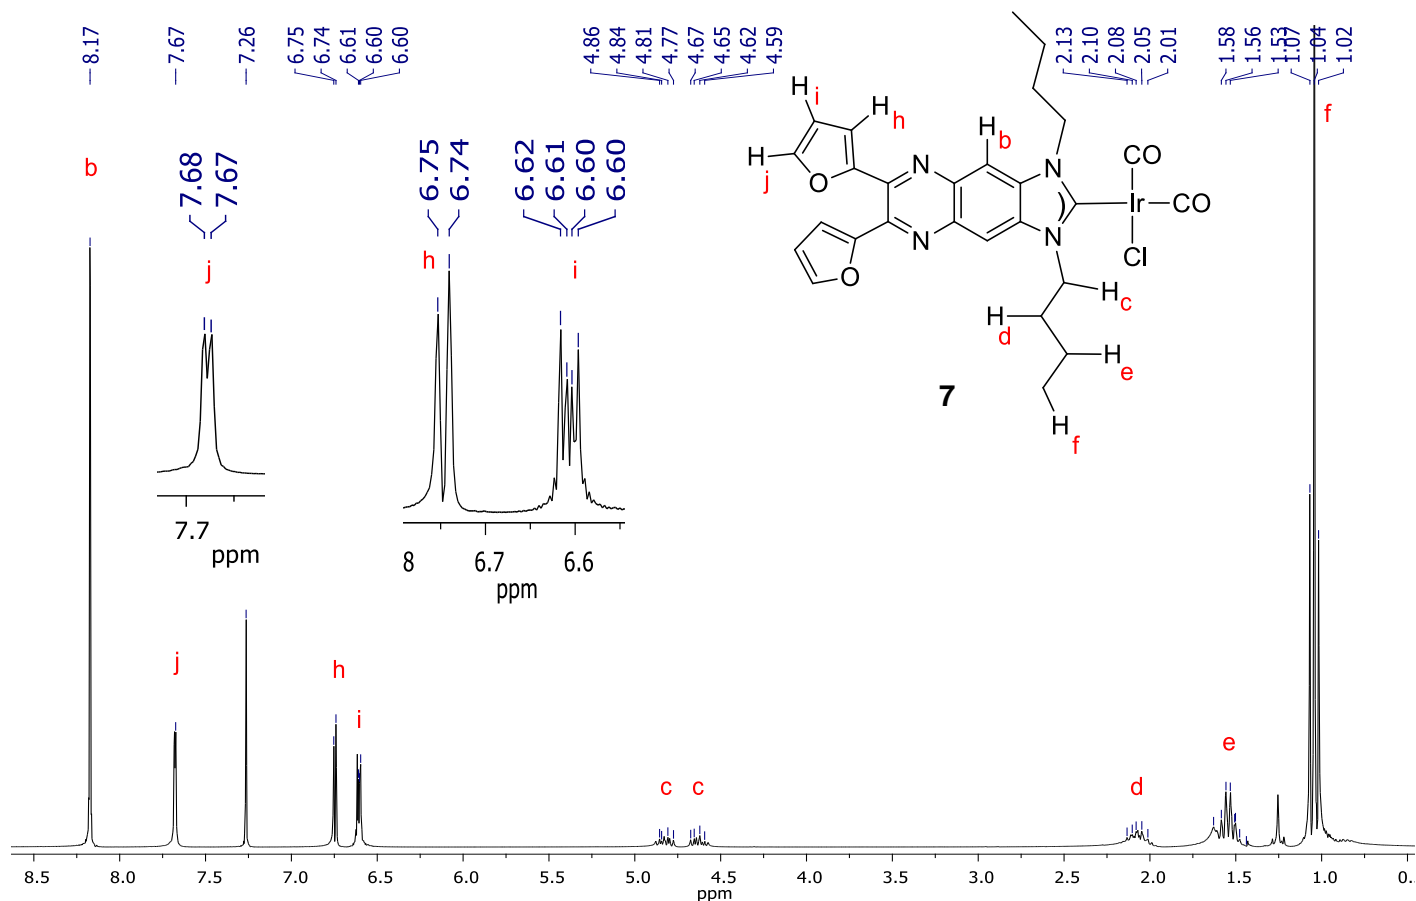 8.17
7.67
7.26
6.75
6.74
6.61
6.60
6.60
4.86
4.84
4.81
4.77
4.67
4.65
4.62
4.59
2.13
2.10
2.08
2.05
2.01
1.58
1.56
1.53
1.07
1.04
1.02
b
7.68
7.67
j
7.7
ppm
6.75
6.74
h
6.62
6.61
6.60
6.60
i
8 6.7 6.6
ppm
H i
H h
H j
O
N
N
O
H b
N
N
CO
Ir CO
Cl
H c
H d
H e
H f
7
f
j
h
i
c c
d
e
8.5 8.0 7.5 7.0 6.5 6.0 5.5 5.0 4.5 4.0 3.5 3.0 2.5 2.0 1.5 1.0 0.
ppm